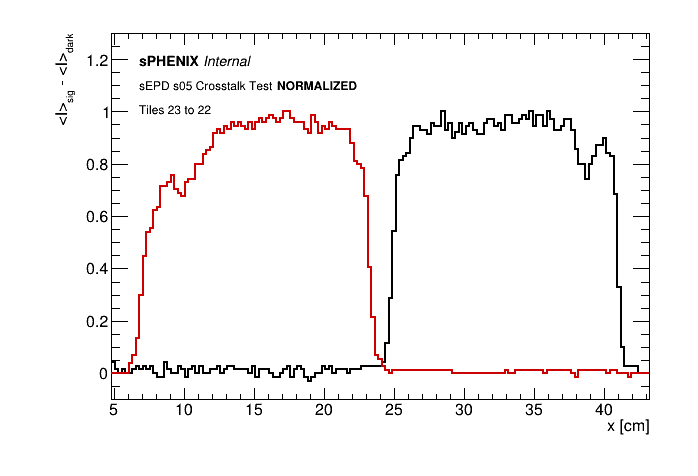 <I>sig - <I>dark
sPHENIX Internal
sEPD s05 Crosstalk Test NORMALIZED
Tiles 23 to 22
1.2
1
0.8
0.6
0.4
0.2
0
5 10 15 20 25 30 35 40
x [cm]